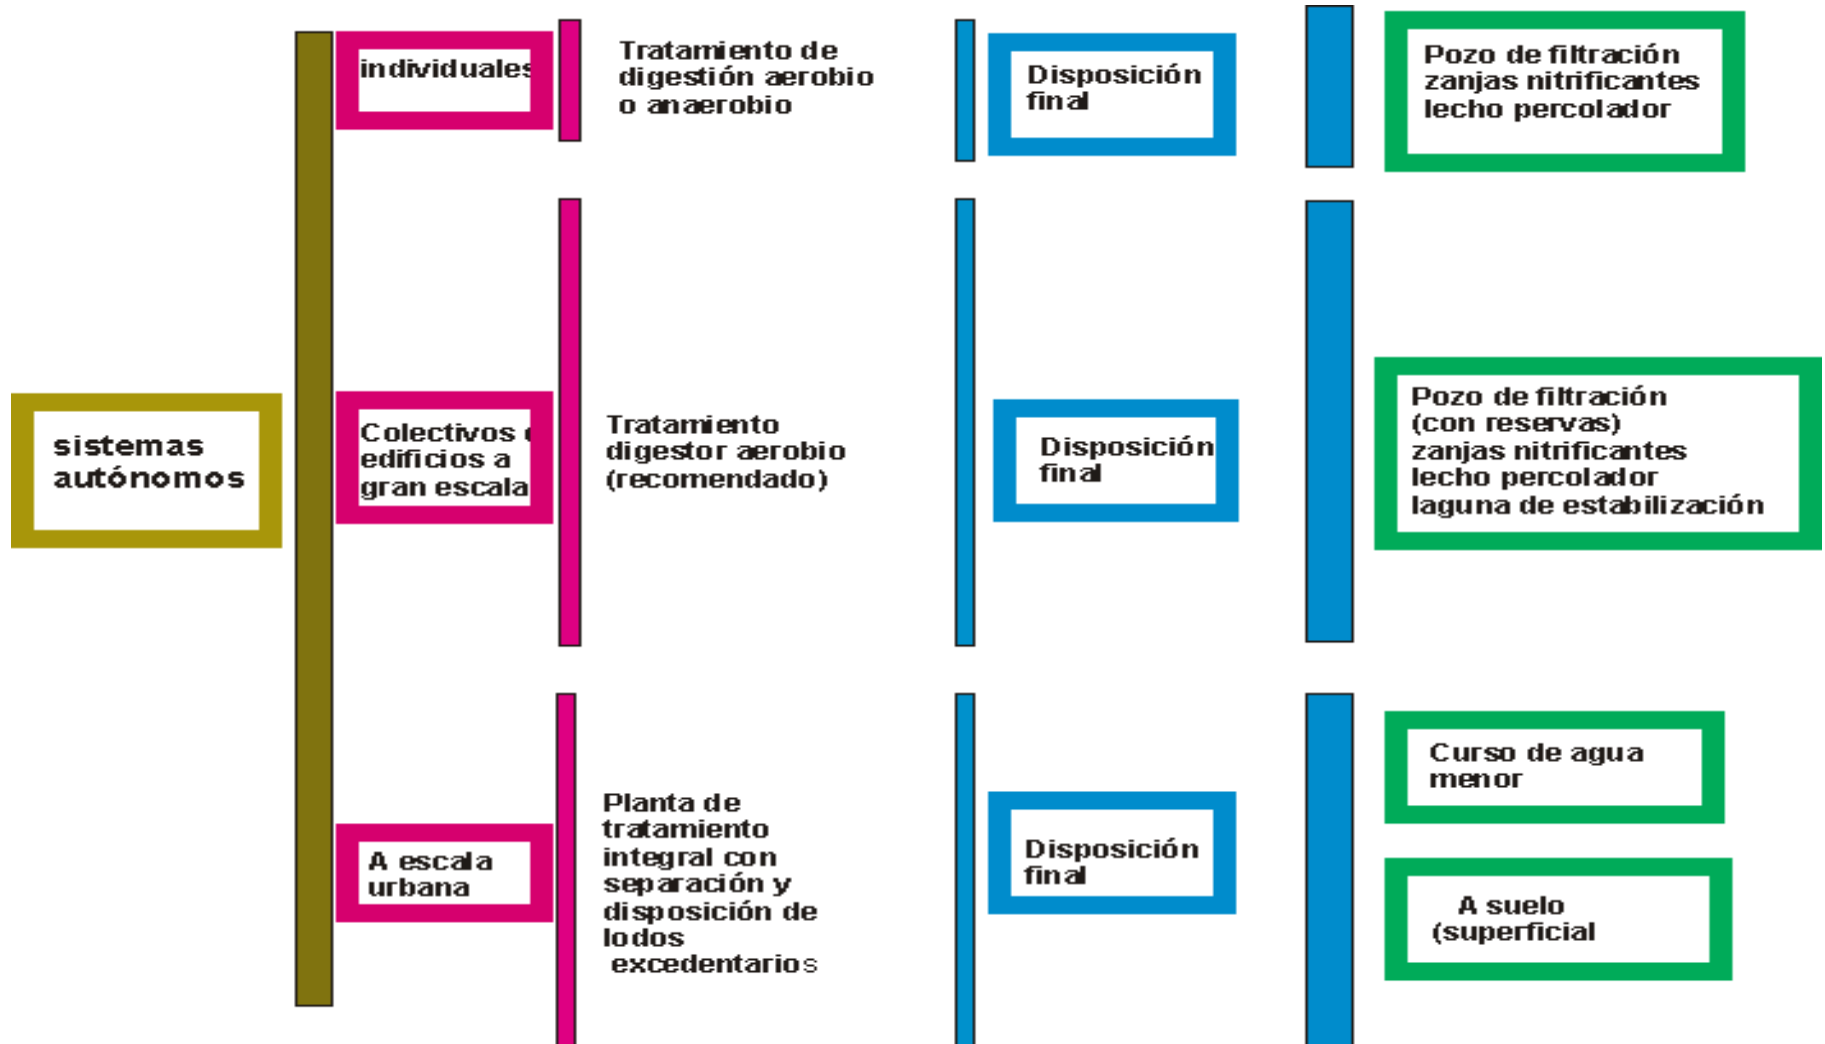 sistemas
autónomos
individuales
Tratamiento de
digestión aerobio
o anaerobio
Disposición
final
Pozo de filtración
zanjas nitrificantes
lecho percolador
Colectivos
edificios a
gran escala
Tratamiento
digestor aerobio
(recomendado)
Disposición
final
Pozo de filtración
(con reservas)
zanjas nitrificantes
lecho percolador
laguna de estabilización
A escala
urbana
Planta de
tratamiento
integral con
separación y
disposición de
lodos
excedentarios
Disposición
final
Curso de agua
menor
A suelo
(superficial